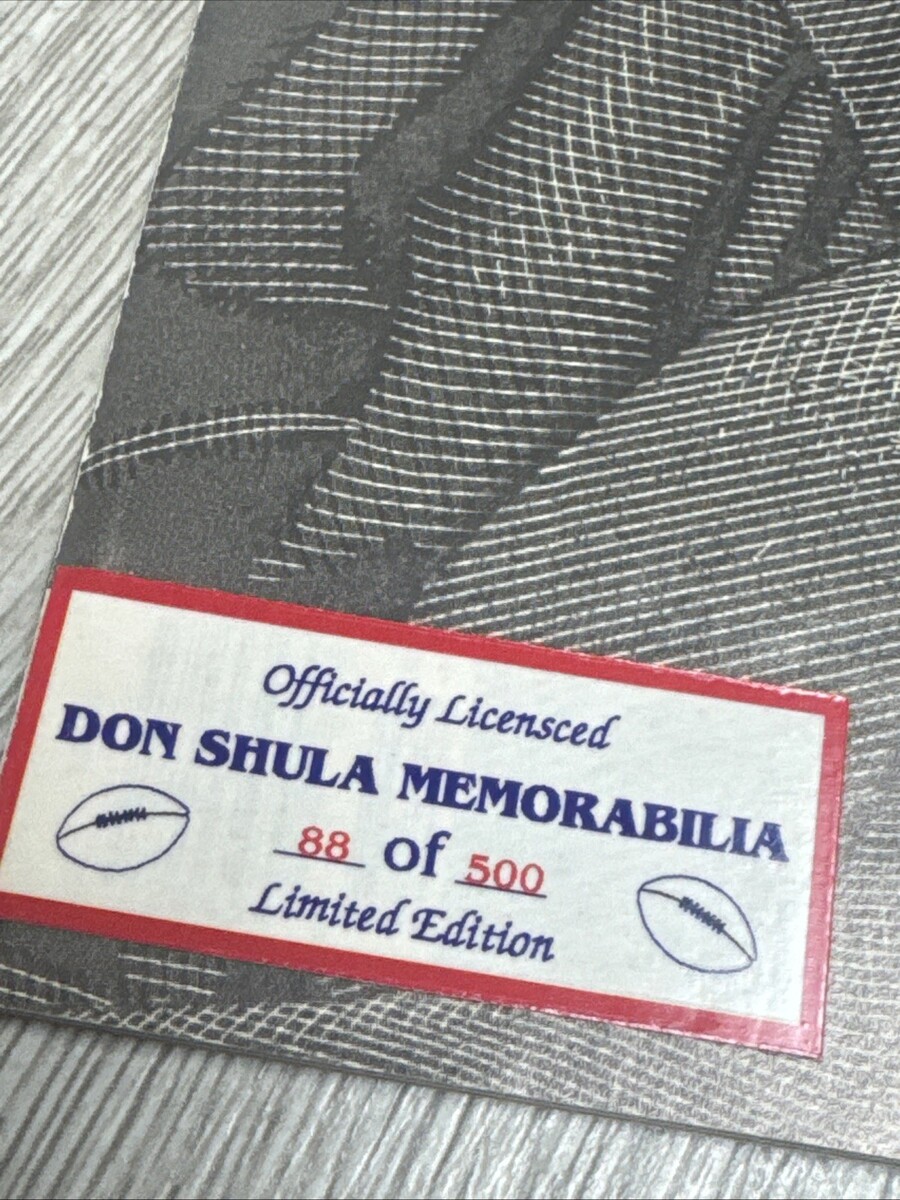 Officially Licensced
DON SHULA MEMORABILIA
88 of 500
Limited Edition